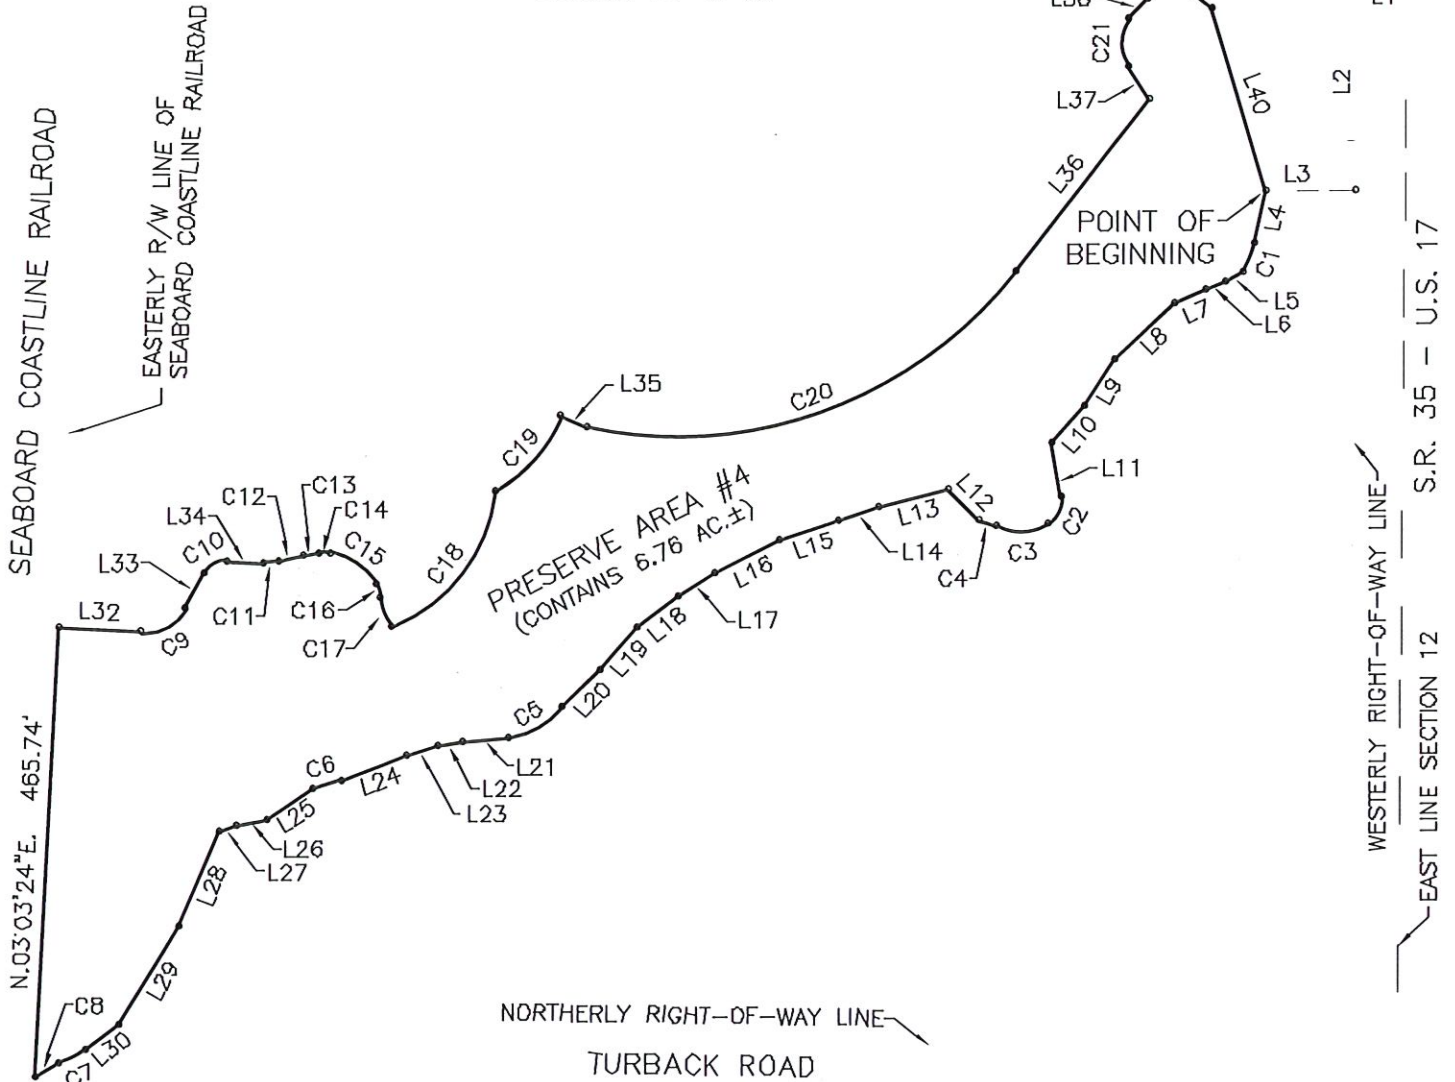 C21
L37
L40
L2
L3
L36
POINT OF
BEGINNING
L4
C1
L5
L6
L7
L8
L9
L10
L11
C2
C3
C4
L12
L13
L14
L15
L16
L17
L18
L19
L20
C5
L21
L22
L23
L24
C6
L25
L26
L27
L28
L29
L30
C7
C8
N.03°03'24"E. 465.74'
L32
C9
L33
C10
L34
C11
C12
C13
C14
C15
C16
C17
C18
C19
L35
C20
PRESERVE AREA #4
(CONTAINS 6.76 AC.±)
SEABOARD COASTLINE RAILROAD
EASTERLY R/W LINE OF
SEABOARD COASTLINE RAILROAD
NORTHERLY RIGHT-OF-WAY LINE
TURBACK ROAD
WESTERLY RIGHT-OF-WAY LINE
S.R. 35 - U.S. 17
EAST LINE SECTION 12